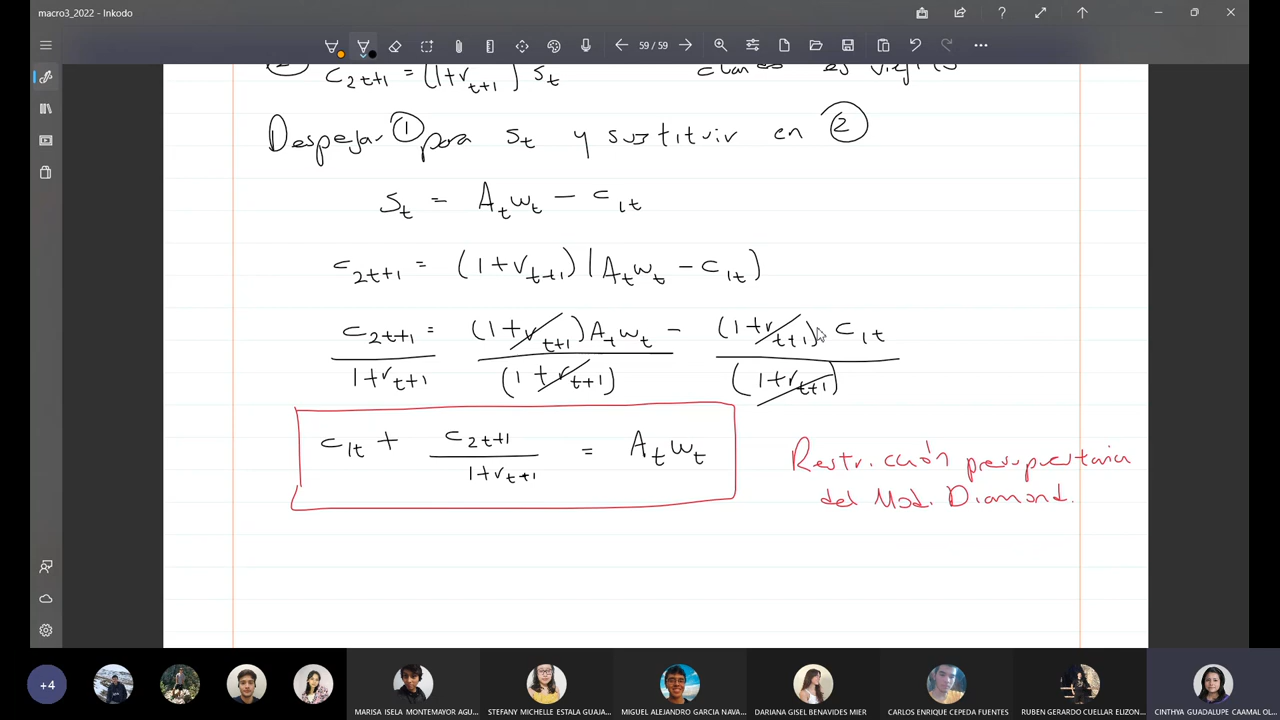 macro3_2022 - Inkodo
59 / 59
c₂ₜ₊₁ = (1+rₜ₊₁) sₜ
Despejar ① para sₜ y sustituir en ②
Sₜ = Aₜwₜ − c₁ₜ
c₂ₜ₊₁ = (1+rₜ₊₁)(Aₜwₜ − c₁ₜ)
c₂ₜ₊₁ = (1+rₜ₊₁)Aₜwₜ − (1+rₜ₊₁) c₁ₜ
1+rₜ₊₁ (1+rₜ₊₁) (1+rₜ₊₁)
c₁ₜ + c₂ₜ₊₁ = Aₜwₜ
1+rₜ₊₁
Restricción presupuestaria
del Mod. Diamond.
+4
MARISA ISELA MONTEMAYOR AGU...
STEFANY MICHELLE ESTALA GUAJA...
MIGUEL ALEJANDRO GARCIA NAVA...
DARIANA GISEL BENAVIDES MIER
CARLOS ENRIQUE CEPEDA FUENTES
RUBEN GERARDO CUELLAR ELIZON...
CINTHYA GUADALUPE CAAMAL OL...